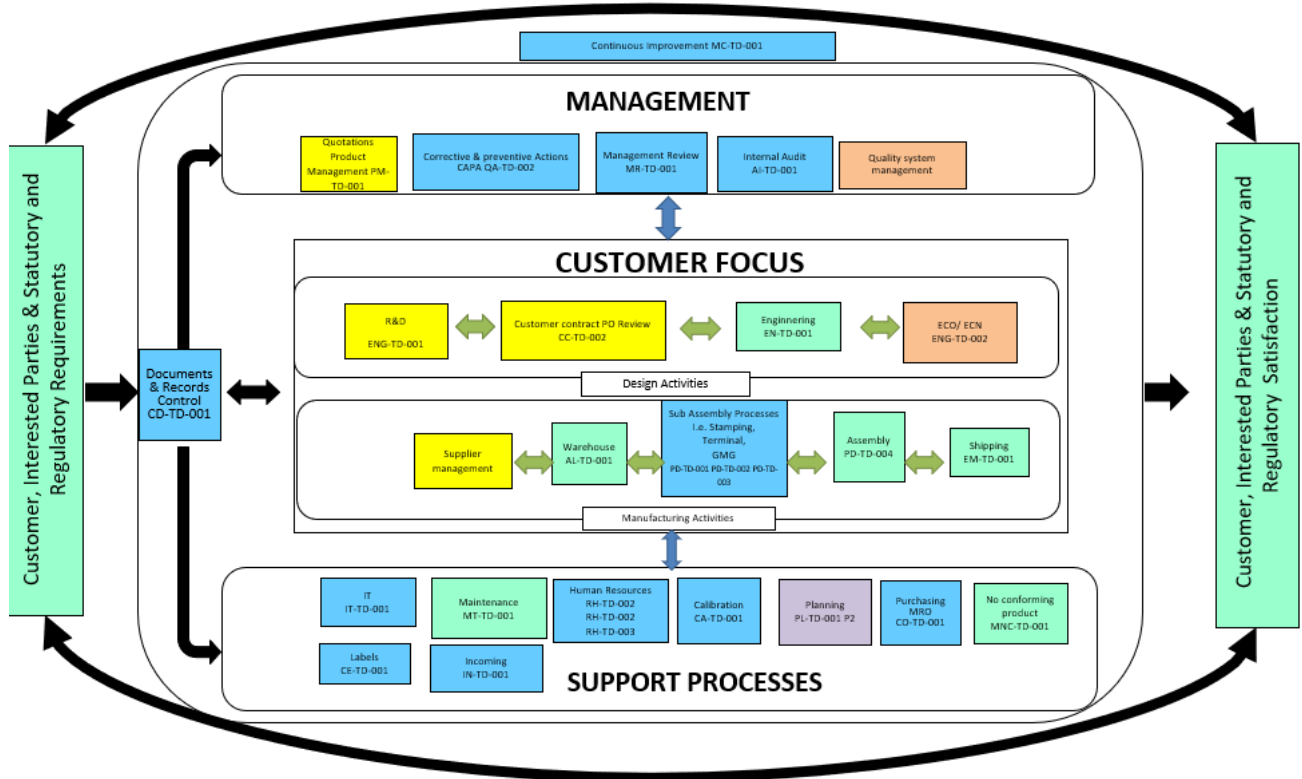 Continuous Improvement MC-TD-001
MANAGEMENT
Quotations
Product
Management PM-
TD-001
Corrective & preventive Actions
CAPA QA-TD-002
Management Review
MR-TD-001
Internal Audit
AI-TD-001
Quality system
management
Customer, Interested Parties & Statutory and
Regulatory Requirements
Documents
& Records
Control
CD-TD-001
CUSTOMER FOCUS
R&D
ENG-TD-001
Customer contract PO Review
CC-TD-002
Enginnering
EN-TD-001
ECO/ ECN
ENG-TD-002
Design Activities
Supplier
management
Warehouse
AL-TD-001
Sub Assembly Processes
I.e. Stamping,
Terminal,
GMG
PD-TD-001 PD-TD-002 PD-TD-
003
Assembly
PD-TD-004
Shipping
EM-TD-001
Manufacturing Activities
IT
IT-TD-001
Maintenance
MT-TD-001
Human Resources
RH-TD-002
RH-TD-002
RH-TD-003
Calibration
CA-TD-001
Planning
PL-TD-001 P2
Purchasing
MRO
CO-TD-001
No conforming
product
MNC-TD-001
Labels
CE-TD-001
Incoming
IN-TD-001
SUPPORT PROCESSES
Customer, Interested Parties & Statutory and
Regulatory Satisfaction